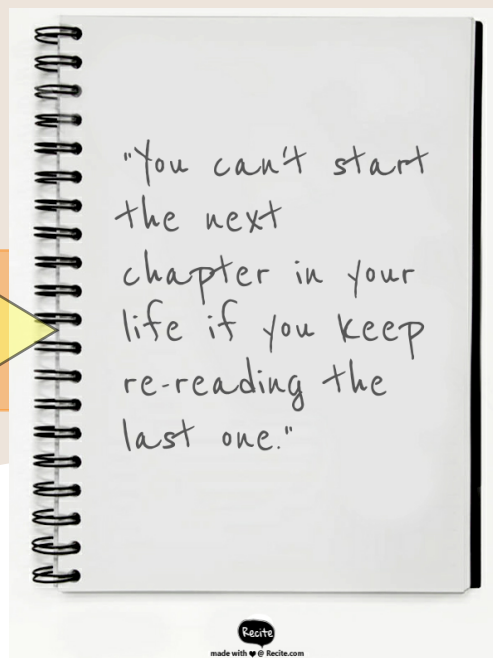 "You can't start
the next
chapter in your
life if you keep
re-reading the
last one."
Recite
made with ♥ @ Recite.com